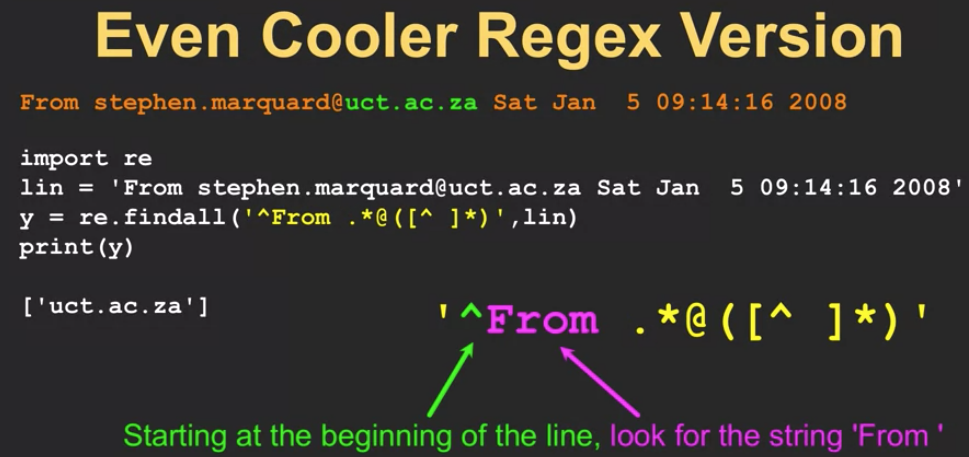 Even Cooler Regex Version
From stephen.marquard@uct.ac.za Sat Jan  5 09:14:16 2008
import re
lin = 'From stephen.marquard@uct.ac.za Sat Jan  5 09:14:16 2008'
y = re.findall('^From .*@([^ ]*)',lin)
print(y)
['uct.ac.za']
'^From .*@([^ ]*)'
Starting at the beginning of the line, look for the string 'From '